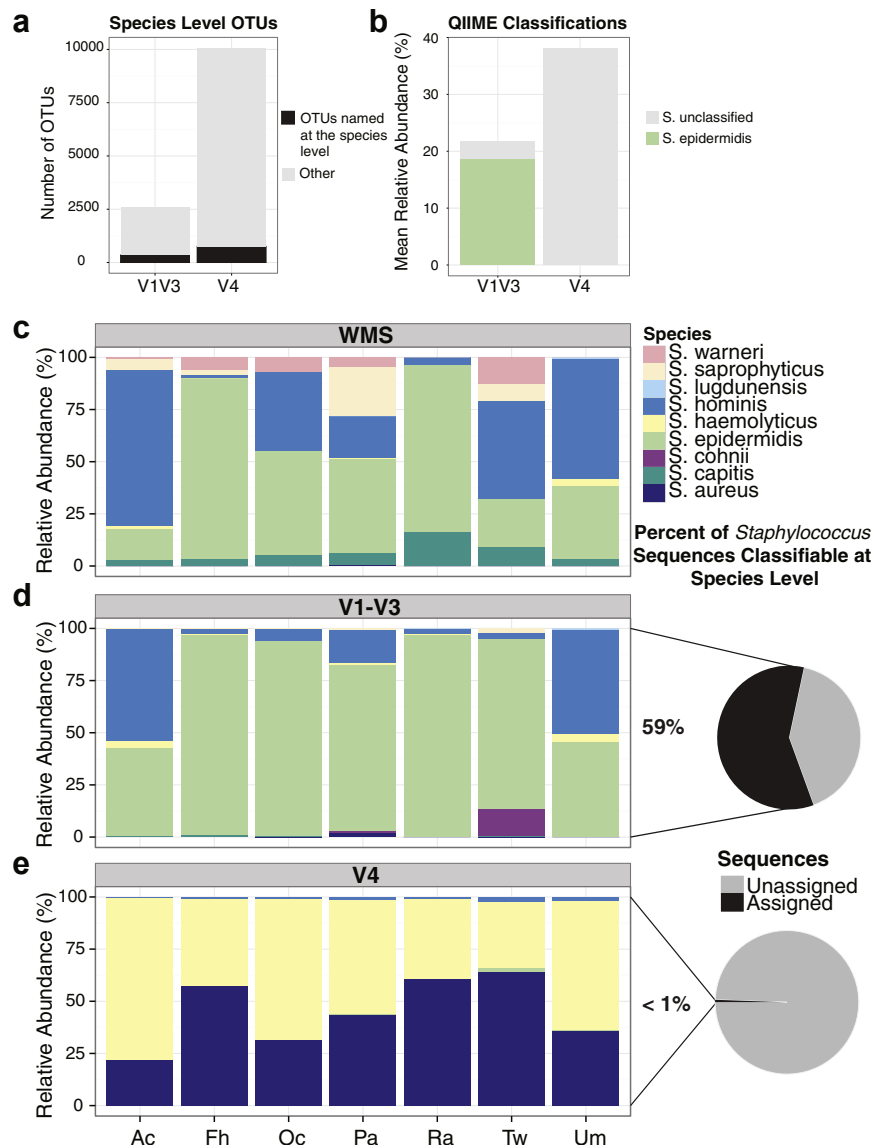 a
Species Level OTUs
10000
7500
5000
2500
0
Number of OTUs
V1V3
V4
OTUs named
at the species
level
Other
b
QIIME Classifications
40
30
20
10
0
Mean Relative Abundance (%)
V1V3
V4
S. unclassified
S. epidermidis
c
WMS
100
75
50
25
0
Relative Abundance (%)
Species
S. warneri
S. saprophyticus
S. lugdunensis
S. hominis
S. haemolyticus
S. epidermidis
S. cohnii
S. capitis
S. aureus
Percent of Staphylococcus
Sequences Classifiable at
Species Level
d
V1-V3
100
75
50
25
0
Relative Abundance (%)
59%
e
V4
100
75
50
25
0
Relative Abundance (%)
Ac
Fh
Oc
Pa
Ra
Tw
Um
Sequences
Unassigned
Assigned
< 1%